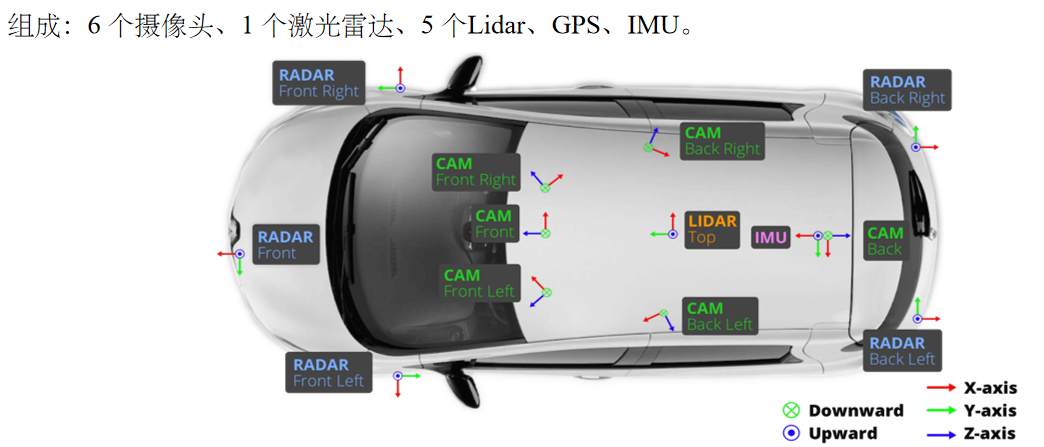 组成：6 个摄像头、1 个激光雷达、5 个Lidar、GPS、IMU。
RADAR
Front Right
RADAR
Back Right
CAM
Back Right
CAM
Front Right
CAM
Front
LIDAR
Top
IMU
CAM
Back
RADAR
Front
CAM
Front Left
CAM
Back Left
RADAR
Back Left
RADAR
Front Left
X-axis
Downward
Y-axis
Upward
Z-axis